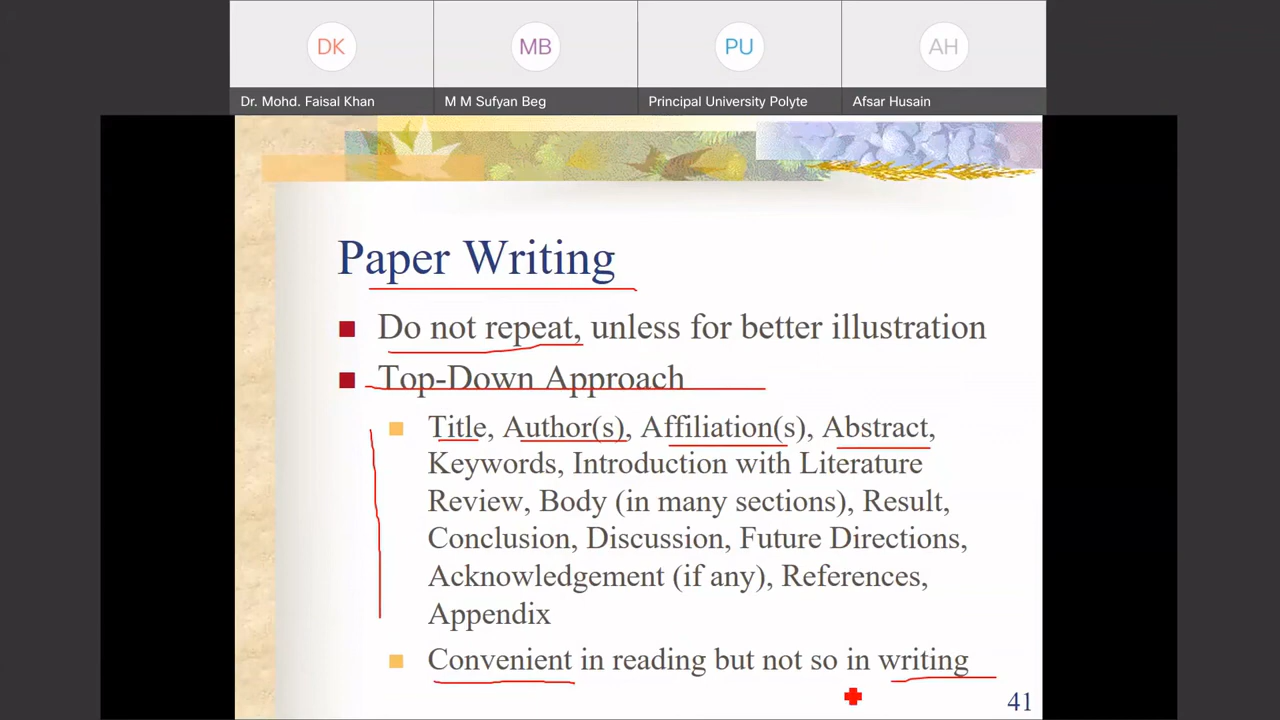 DK
MB
PU
AH
Dr. Mohd. Faisal Khan
M M Sufyan Beg
Principal University Polyte
Afsar Husain
Paper Writing
Do not repeat, unless for better illustration
Top-Down Approach
Title, Author(s), Affiliation(s), Abstract,
Keywords, Introduction with Literature
Review, Body (in many sections), Result,
Conclusion, Discussion, Future Directions,
Acknowledgement (if any), References,
Appendix
Convenient in reading but not so in writing
41